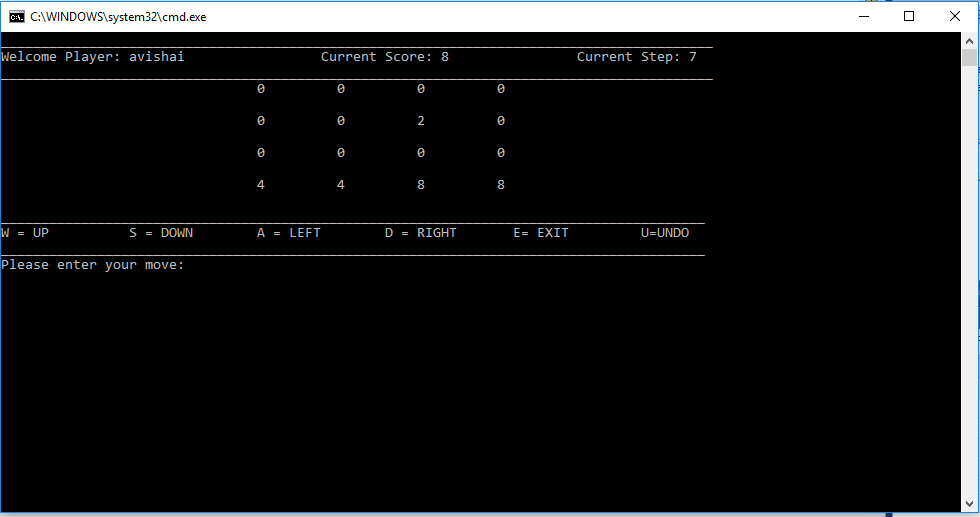 C:\WINDOWS\system32\cmd.exe
Welcome Player: avishai Current Score: 8 Current Step: 7
0 0 0 0
0 0 2 0
0 0 0 0
4 4 8 8
W = UP S = DOWN A = LEFT D = RIGHT E= EXIT U=UNDO
Please enter your move: